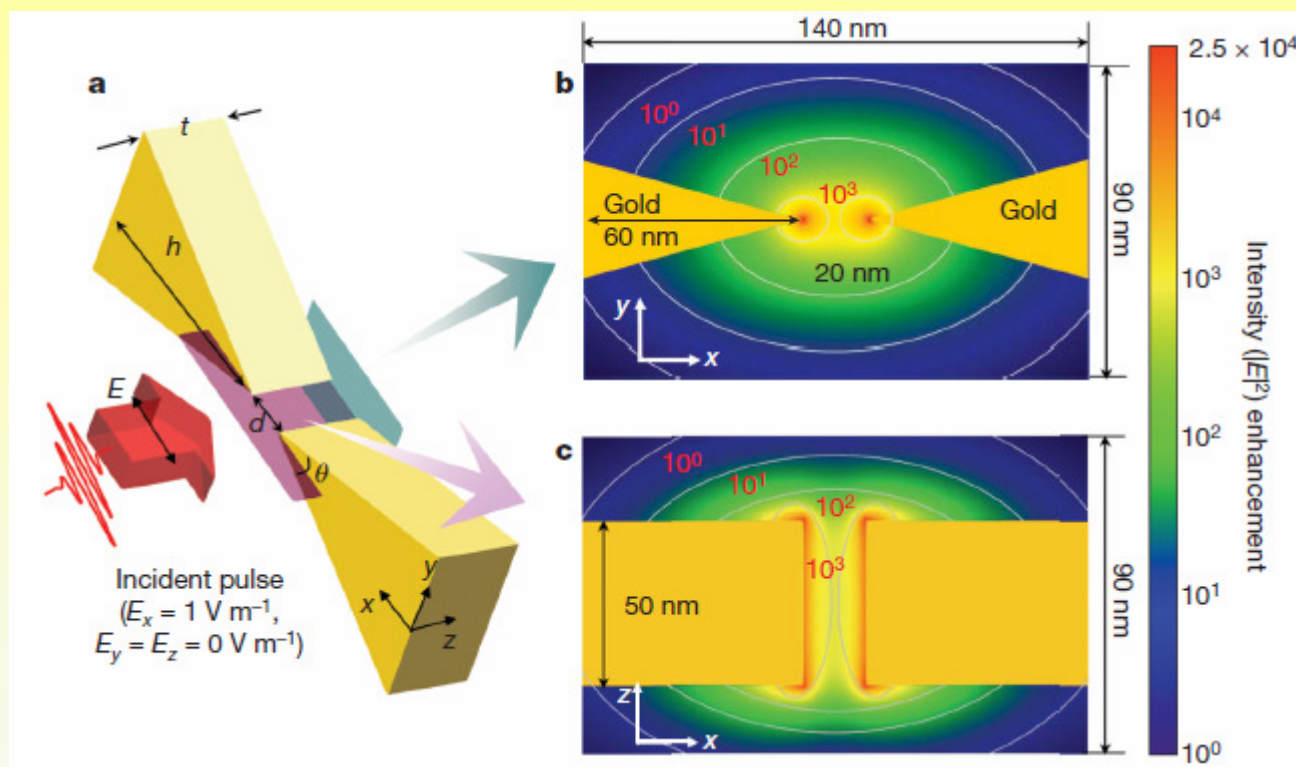 a
t
h
d
θ
E
x
y
z
Incident pulse
(Eₓ = 1 V m⁻¹,
E_y = E_z = 0 V m⁻¹)
b
140 nm
10⁰
10¹
10²
10³
Gold
60 nm
Gold
20 nm
y
x
90 nm
c
10⁰
10¹
10²
10³
50 nm
z
x
90 nm
2.5 × 10⁴
10⁴
10³
10²
10¹
10⁰
Intensity (|E|²) enhancement